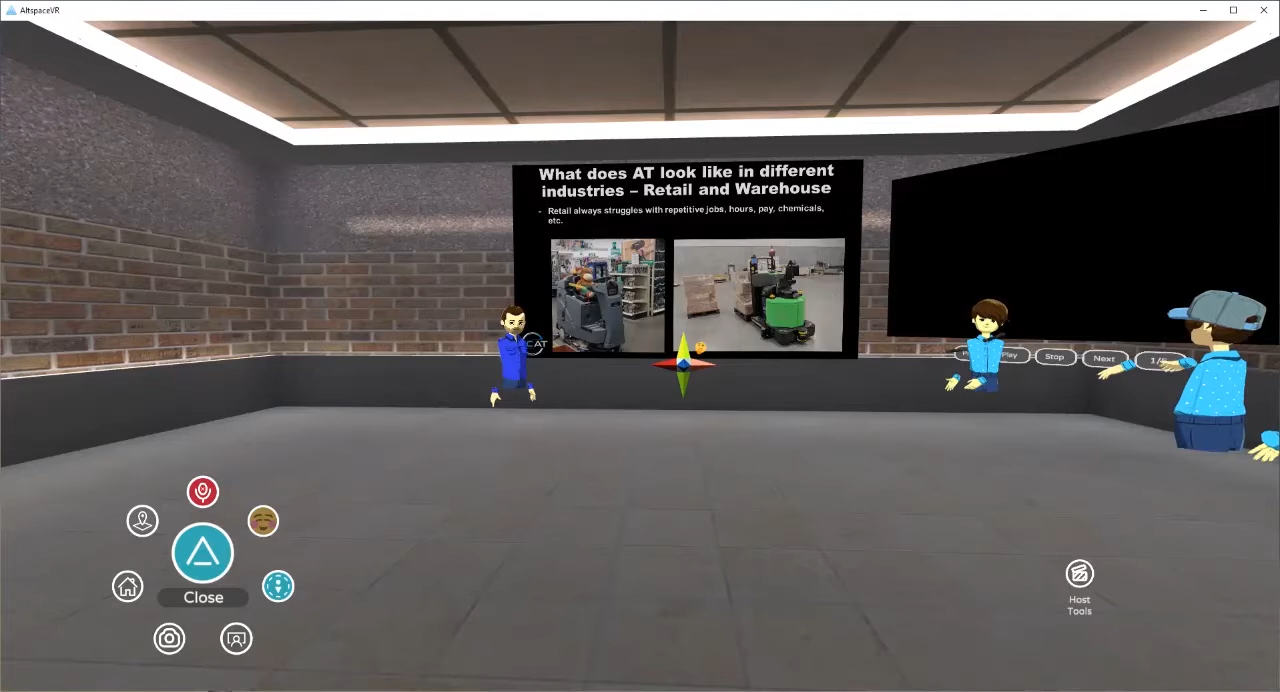 AltspaceVR
What does AT look like in different
industries – Retail and Warehouse
- Retail always struggles with repetitive jobs, hours, pay, chemicals,
etc.
CAT
Play
Stop
Next
Close
Host
Tools